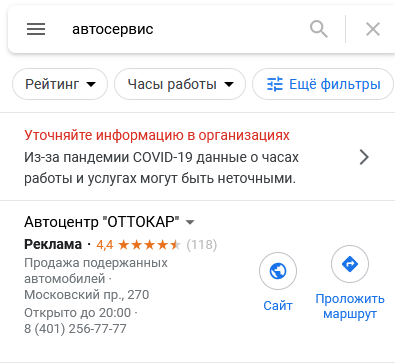 автосервис
Рейтинг Часы работы Ещё фильтры
Уточняйте информацию в организациях
Из-за пандемии COVID-19 данные о часах
работы и услугах могут быть неточными.
Автоцентр "ОТТОКАР"
Реклама · 4,4 (118)
Продажа подержанных
автомобилей ·
Московский пр., 270
Открыто до 20:00 ·
8 (401) 256-77-77
Сайт
Проложить
маршрут